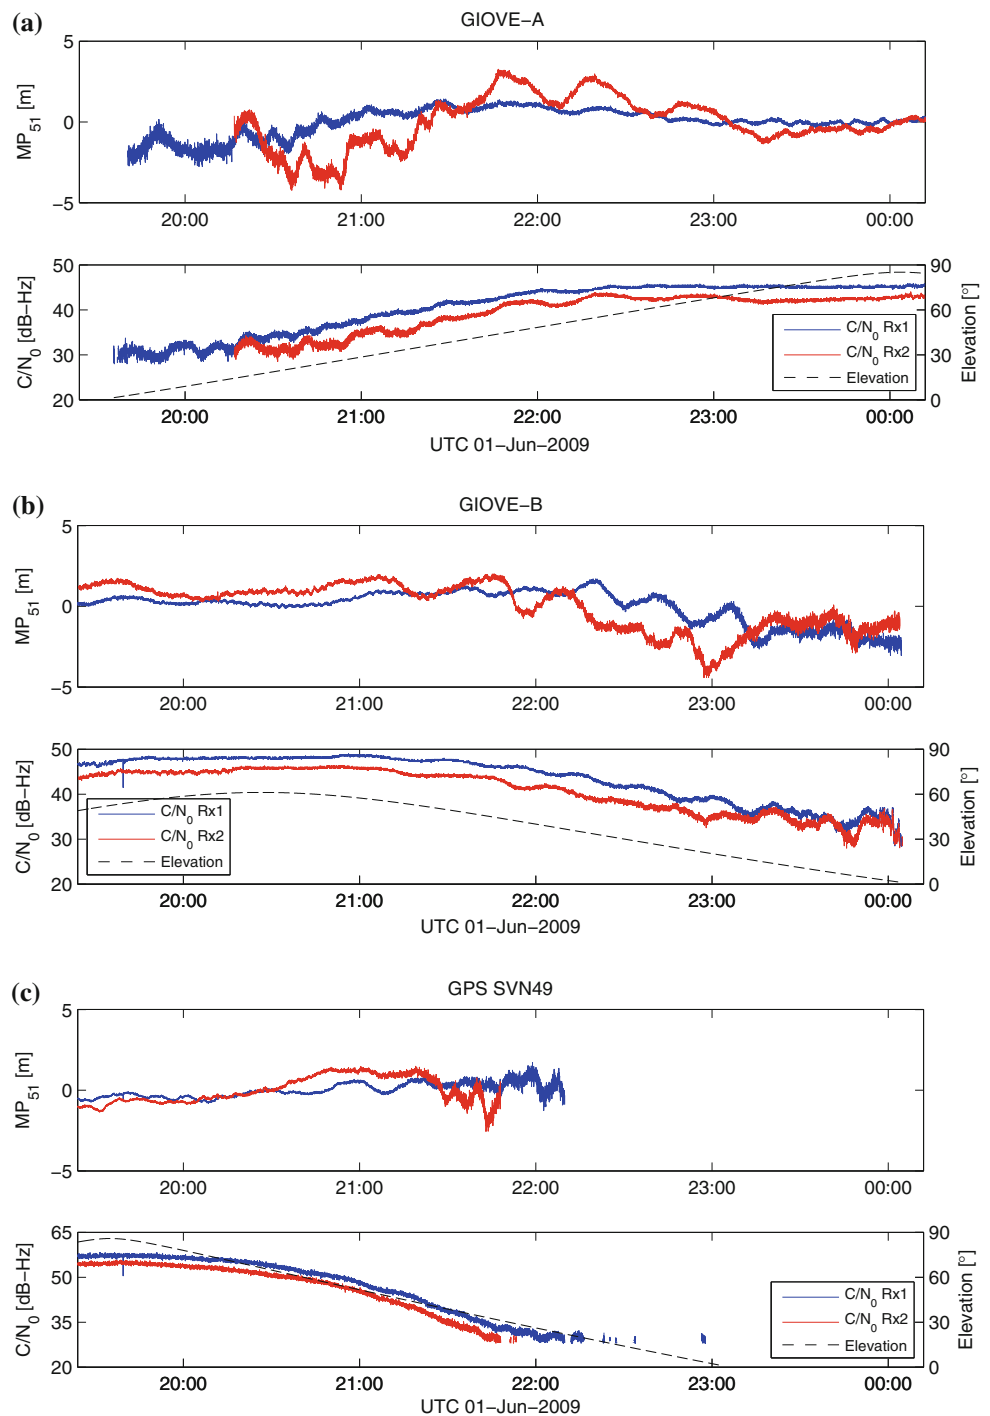 (a)
GIOVE-A
MP51 [m]
5
0
-5
20:00 21:00 22:00 23:00 00:00
C/N0 [dB-Hz]
50
40
30
20
C/N0 Rx1
C/N0 Rx2
Elevation
90
60
30
0
Elevation [°]
20:00 21:00 22:00 23:00 00:00
UTC 01-Jun-2009
(b)
GIOVE-B
MP51 [m]
5
0
-5
20:00 21:00 22:00 23:00 00:00
C/N0 [dB-Hz]
50
40
30
20
C/N0 Rx1
C/N0 Rx2
Elevation
90
60
30
0
Elevation [°]
20:00 21:00 22:00 23:00 00:00
UTC 01-Jun-2009
(c)
GPS SVN49
MP51 [m]
5
0
-5
20:00 21:00 22:00 23:00 00:00
C/N0 [dB-Hz]
65
50
35
20
C/N0 Rx1
C/N0 Rx2
Elevation
90
60
30
0
Elevation [°]
20:00 21:00 22:00 23:00 00:00
UTC 01-Jun-2009